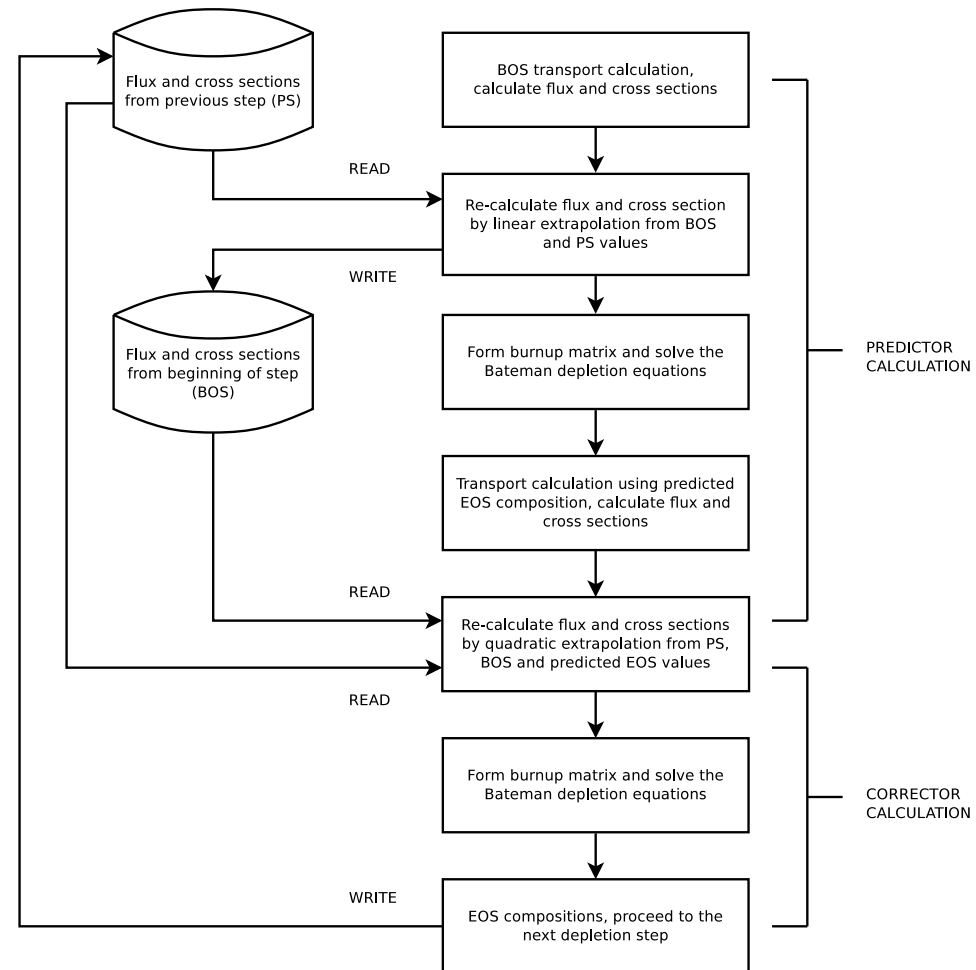 Flux and cross sections
from previous step (PS)
BOS transport calculation,
calculate flux and cross sections
READ
Re-calculate flux and cross section
by linear extrapolation from BOS
and PS values
WRITE
Flux and cross sections
from beginning of step
(BOS)
Form burnup matrix and solve the
Bateman depletion equations
PREDICTOR
CALCULATION
Transport calculation using predicted
EOS composition, calculate flux and
cross sections
READ
Re-calculate flux and cross sections
by quadratic extrapolation from PS,
BOS and predicted EOS values
READ
Form burnup matrix and solve the
Bateman depletion equations
CORRECTOR
CALCULATION
WRITE
EOS compositions, proceed to the
next depletion step